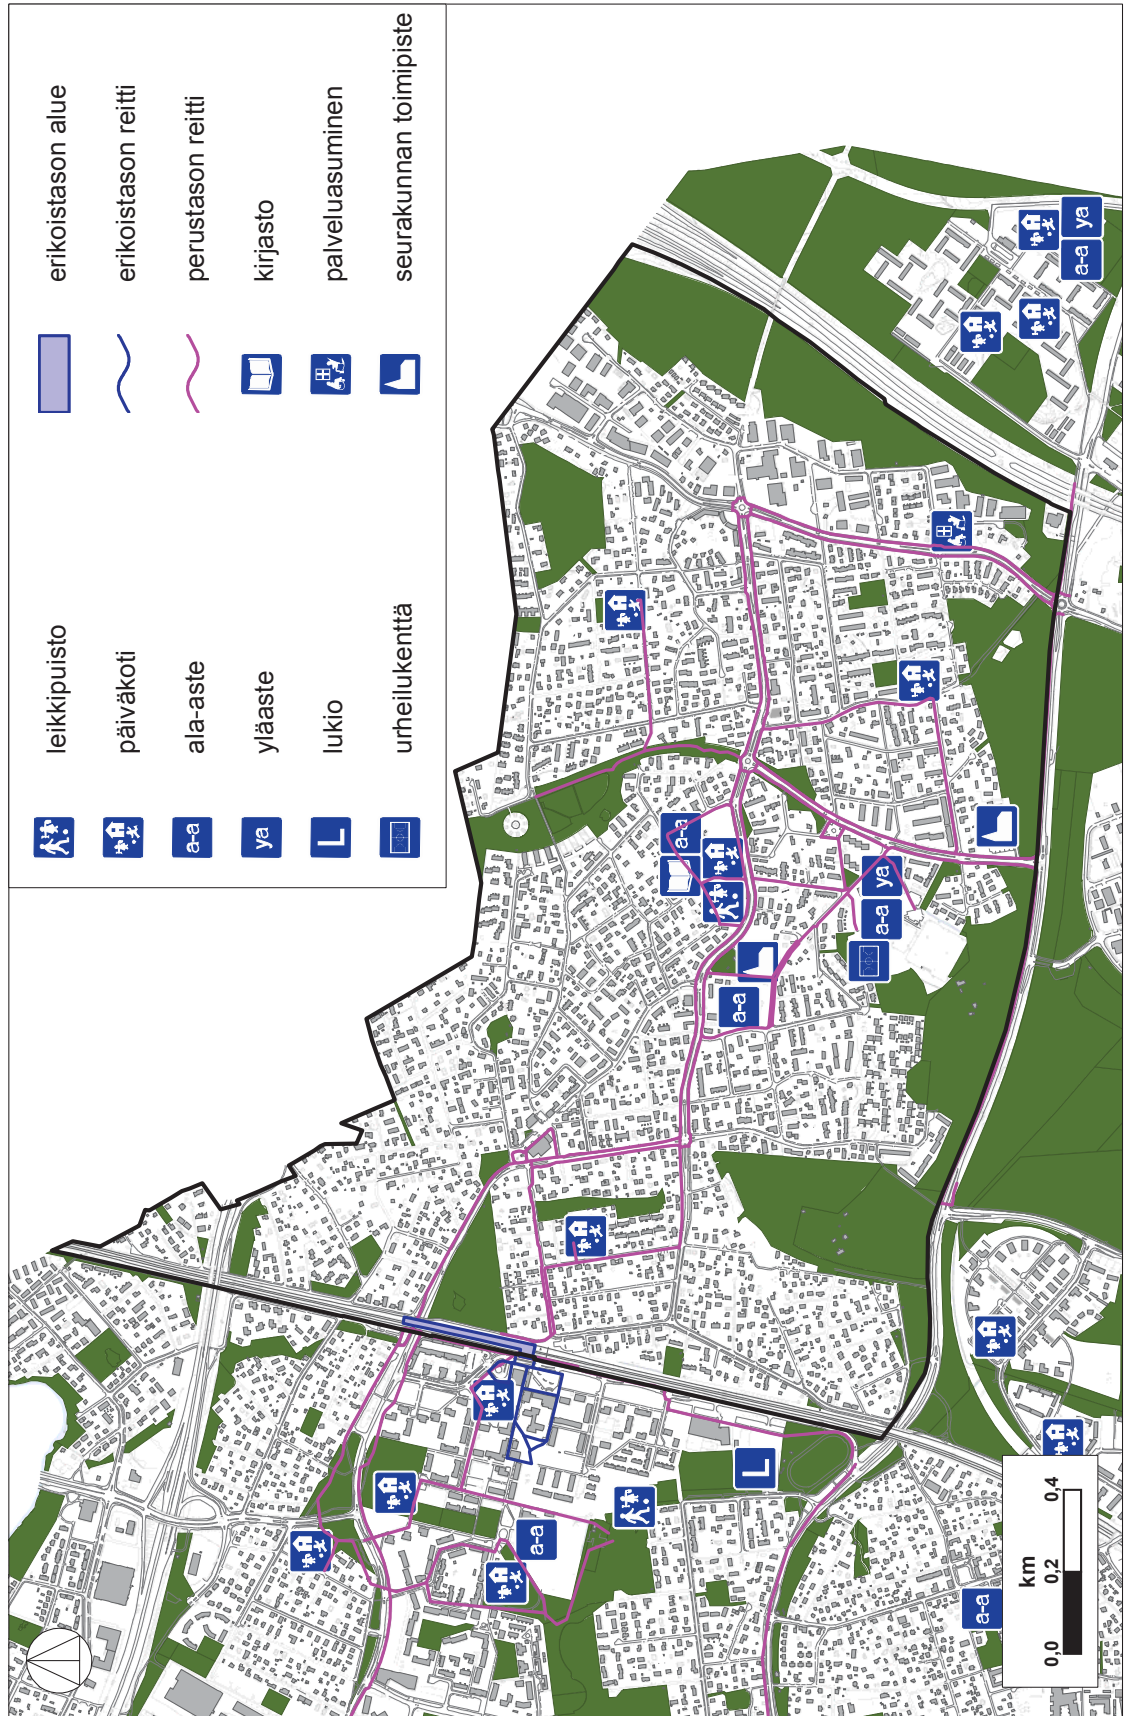 leikkipuisto
päiväkoti
a-a ala-aste
ya yläaste
L lukio
urheilukenttä
erikoistason alue
erikoistason reitti
perustason reitti
kirjasto
palveluasuminen
seurakunnan toimipiste
a-a
a-a
a-a
ya
a-a
ya
a-a
L
a-a
km
0,0 0,2 0,4